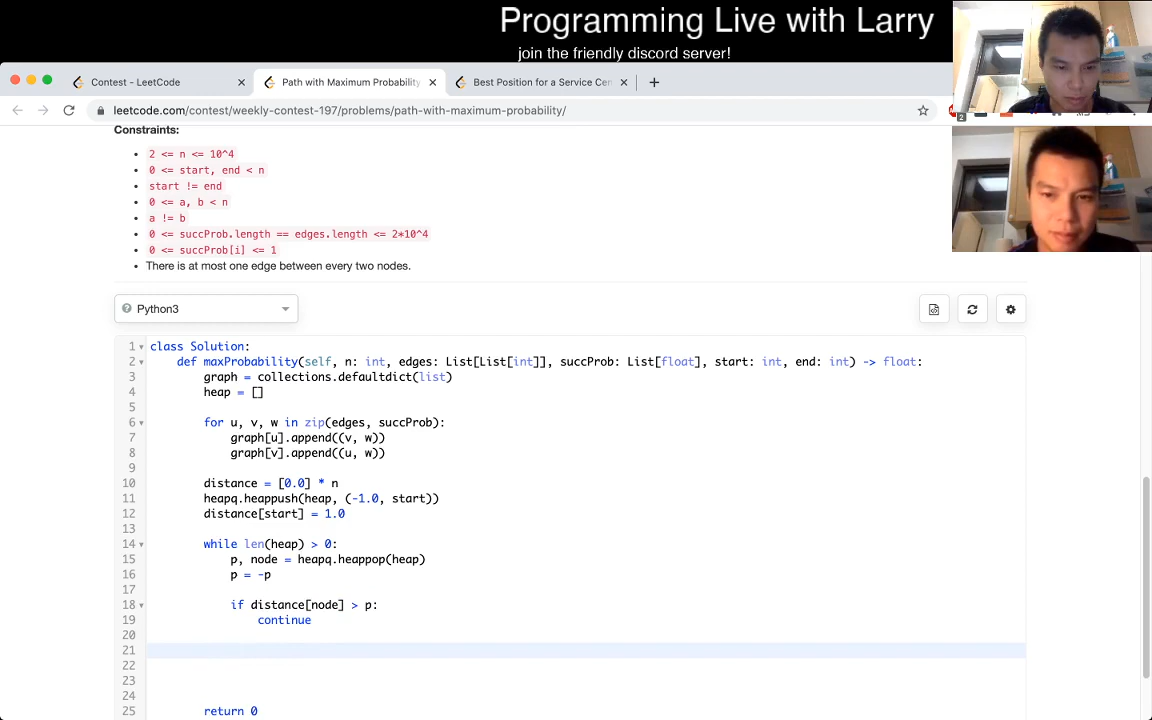 Programming Live with Larry
join the friendly discord server!
Contest - LeetCode
Path with Maximum Probability
Best Position for a Service Cen
leetcode.com/contest/weekly-contest-197/problems/path-with-maximum-probability/
2
Constraints:
2 <= n <= 10^4
0 <= start, end < n
start != end
0 <= a, b < n
a != b
0 <= succProb.length == edges.length <= 2*10^4
0 <= succProb[i] <= 1
There is at most one edge between every two nodes.
Python3
1 class Solution:
2 def maxProbability(self, n: int, edges: List[List[int]], succProb: List[float], start: int, end: int) -> float:
3 graph = collections.defaultdict(list)
4 heap = []
5
6 for u, v, w in zip(edges, succProb):
7 graph[u].append((v, w))
8 graph[v].append((u, w))
9
10 distance = [0.0] * n
11 heapq.heappush(heap, (-1.0, start))
12 distance[start] = 1.0
13
14 while len(heap) > 0:
15 p, node = heapq.heappop(heap)
16 p = -p
17
18 if distance[node] > p:
19 continue
20
21
22
23
24
25 return 0